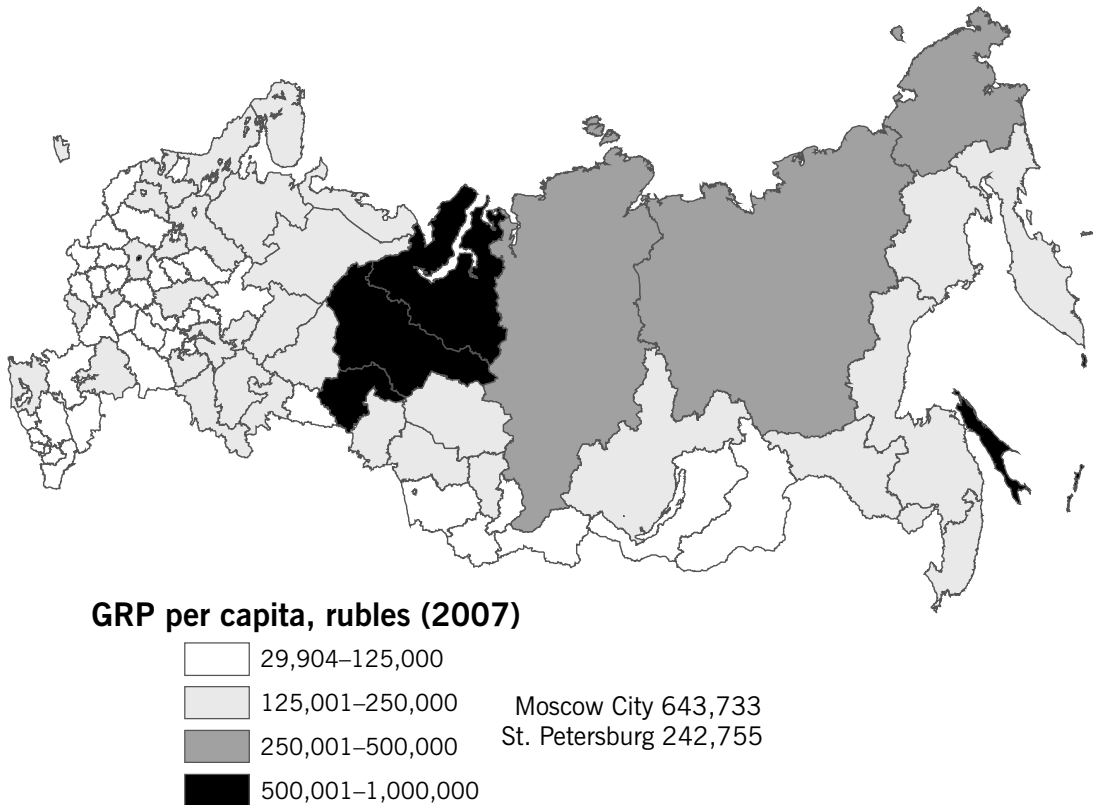 GRP per capita, rubles (2007)
29,904–125,000
125,001–250,000
250,001–500,000
500,001–1,000,000
Moscow City 643,733
St. Petersburg 242,755